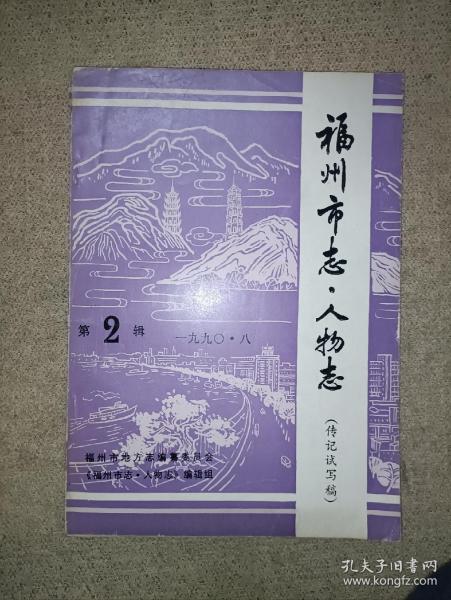 福州市志·人物志
(传记试写稿)
第2辑
一九九〇·八
福州市地方志编纂委员会
《福州市志·人物志》编辑组
孔夫子旧书网
www.kongfz.com